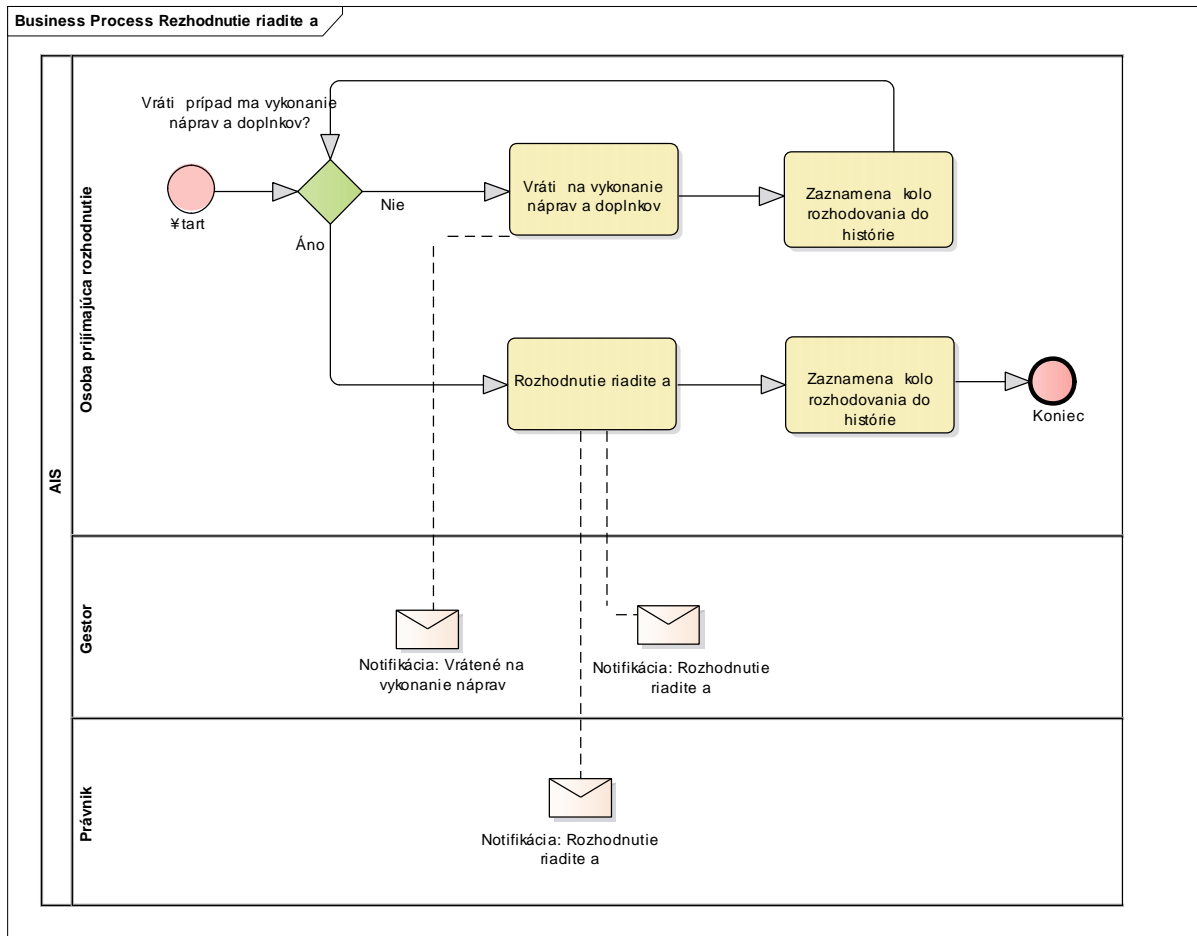 Business Process Rezhodnutie riadite a
AIS
Osoba prijímajúca rozhodnutie
Vráti prípad ma vykonanie
náprav a doplnkov?
¥tart
Nie
Áno
Vráti na vykonanie
náprav a doplnkov
Zaznamena kolo
rozhodovania do
histórie
Rozhodnutie riadite a
Zaznamena kolo
rozhodovania do
histórie
Koniec
Gestor
Notifikácia: Vrátené na
vykonanie náprav
Notifikácia: Rozhodnutie
riadite a
Právnik
Notifikácia: Rozhodnutie
riadite a